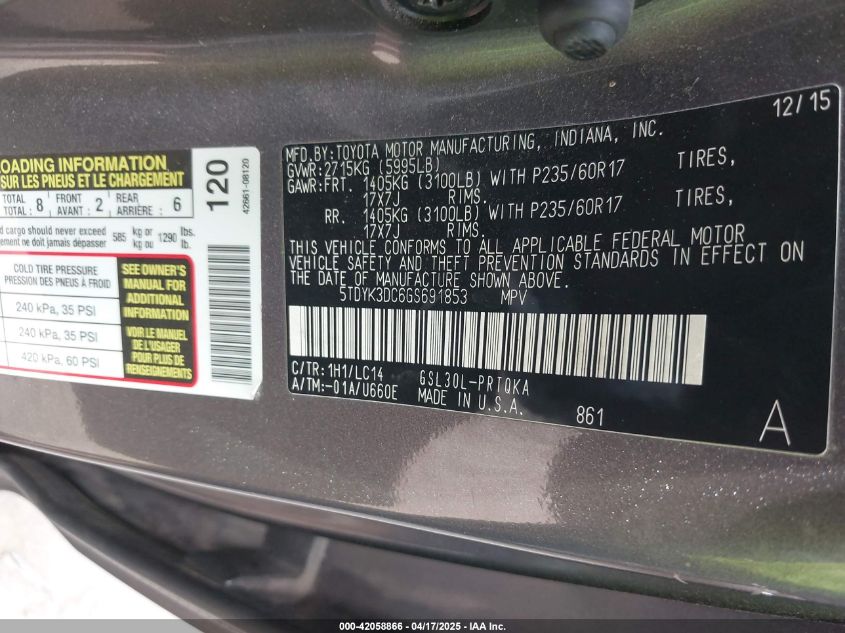 LOADING INFORMATION
SUR LES PNEUS ET LE CHARGEMENT
TOTAL TOTAL: 8 FRONT AVANT: 2 REAR ARRIÈRE: 6
cargo should never exceed 585 kg or kg ou 1290 lbs. lb.
ne doit jamais dépasser
COLD TIRE PRESSURE
PRESSION DES PNEUS À FROID
240 kPa, 35 PSI
240 kPa, 35 PSI
420 kPa, 60 PSI
SEE OWNER'S
MANUAL FOR
ADDITIONAL
INFORMATION
VOIR LE MANUEL
DE L'USAGER
POUR PLUS DE
RENSEIGNEMENTS
120
42661-08120
12/15
MFD.BY:TOYOTA MOTOR MANUFACTURING, INDIANA, INC.
GVWR:2715KG (5995LB)
GAWR:FRT. 1405KG (3100LB) WITH P235/60R17 TIRES,
17X7J RIMS.
RR. 1405KG (3100LB) WITH P235/60R17 TIRES,
17X7J RIMS.
THIS VEHICLE CONFORMS TO ALL APPLICABLE FEDERAL MOTOR
VEHICLE SAFETY AND THEFT PREVENTION STANDARDS IN EFFECT ON
THE DATE OF MANUFACTURE SHOWN ABOVE.
5TDYK3DC6GS691853 MPV
C/TR: 1H1/LC14 GSL30L-PRTQKA
A/TM:-01A/U660E MADE IN U.S.A. 861
A
000-42058866 - 04/17/2025 - IAA Inc.